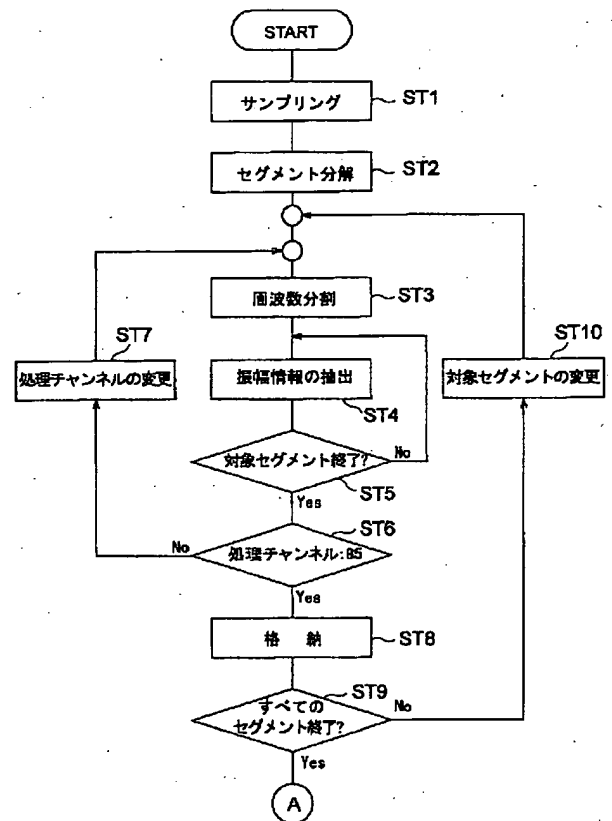 START
サンプリング
ST1
セグメント分解
ST2
周波数分割
ST3
ST7
処理チャンネルの変更
振幅情報の抽出
ST4
ST10
対象セグメントの変更
対象セグメント終了?
No
ST5
Yes
ST6
処理チャンネル:85
No
Yes
格 納
ST8
ST9
すべての
セグメント終了?
No
Yes
A